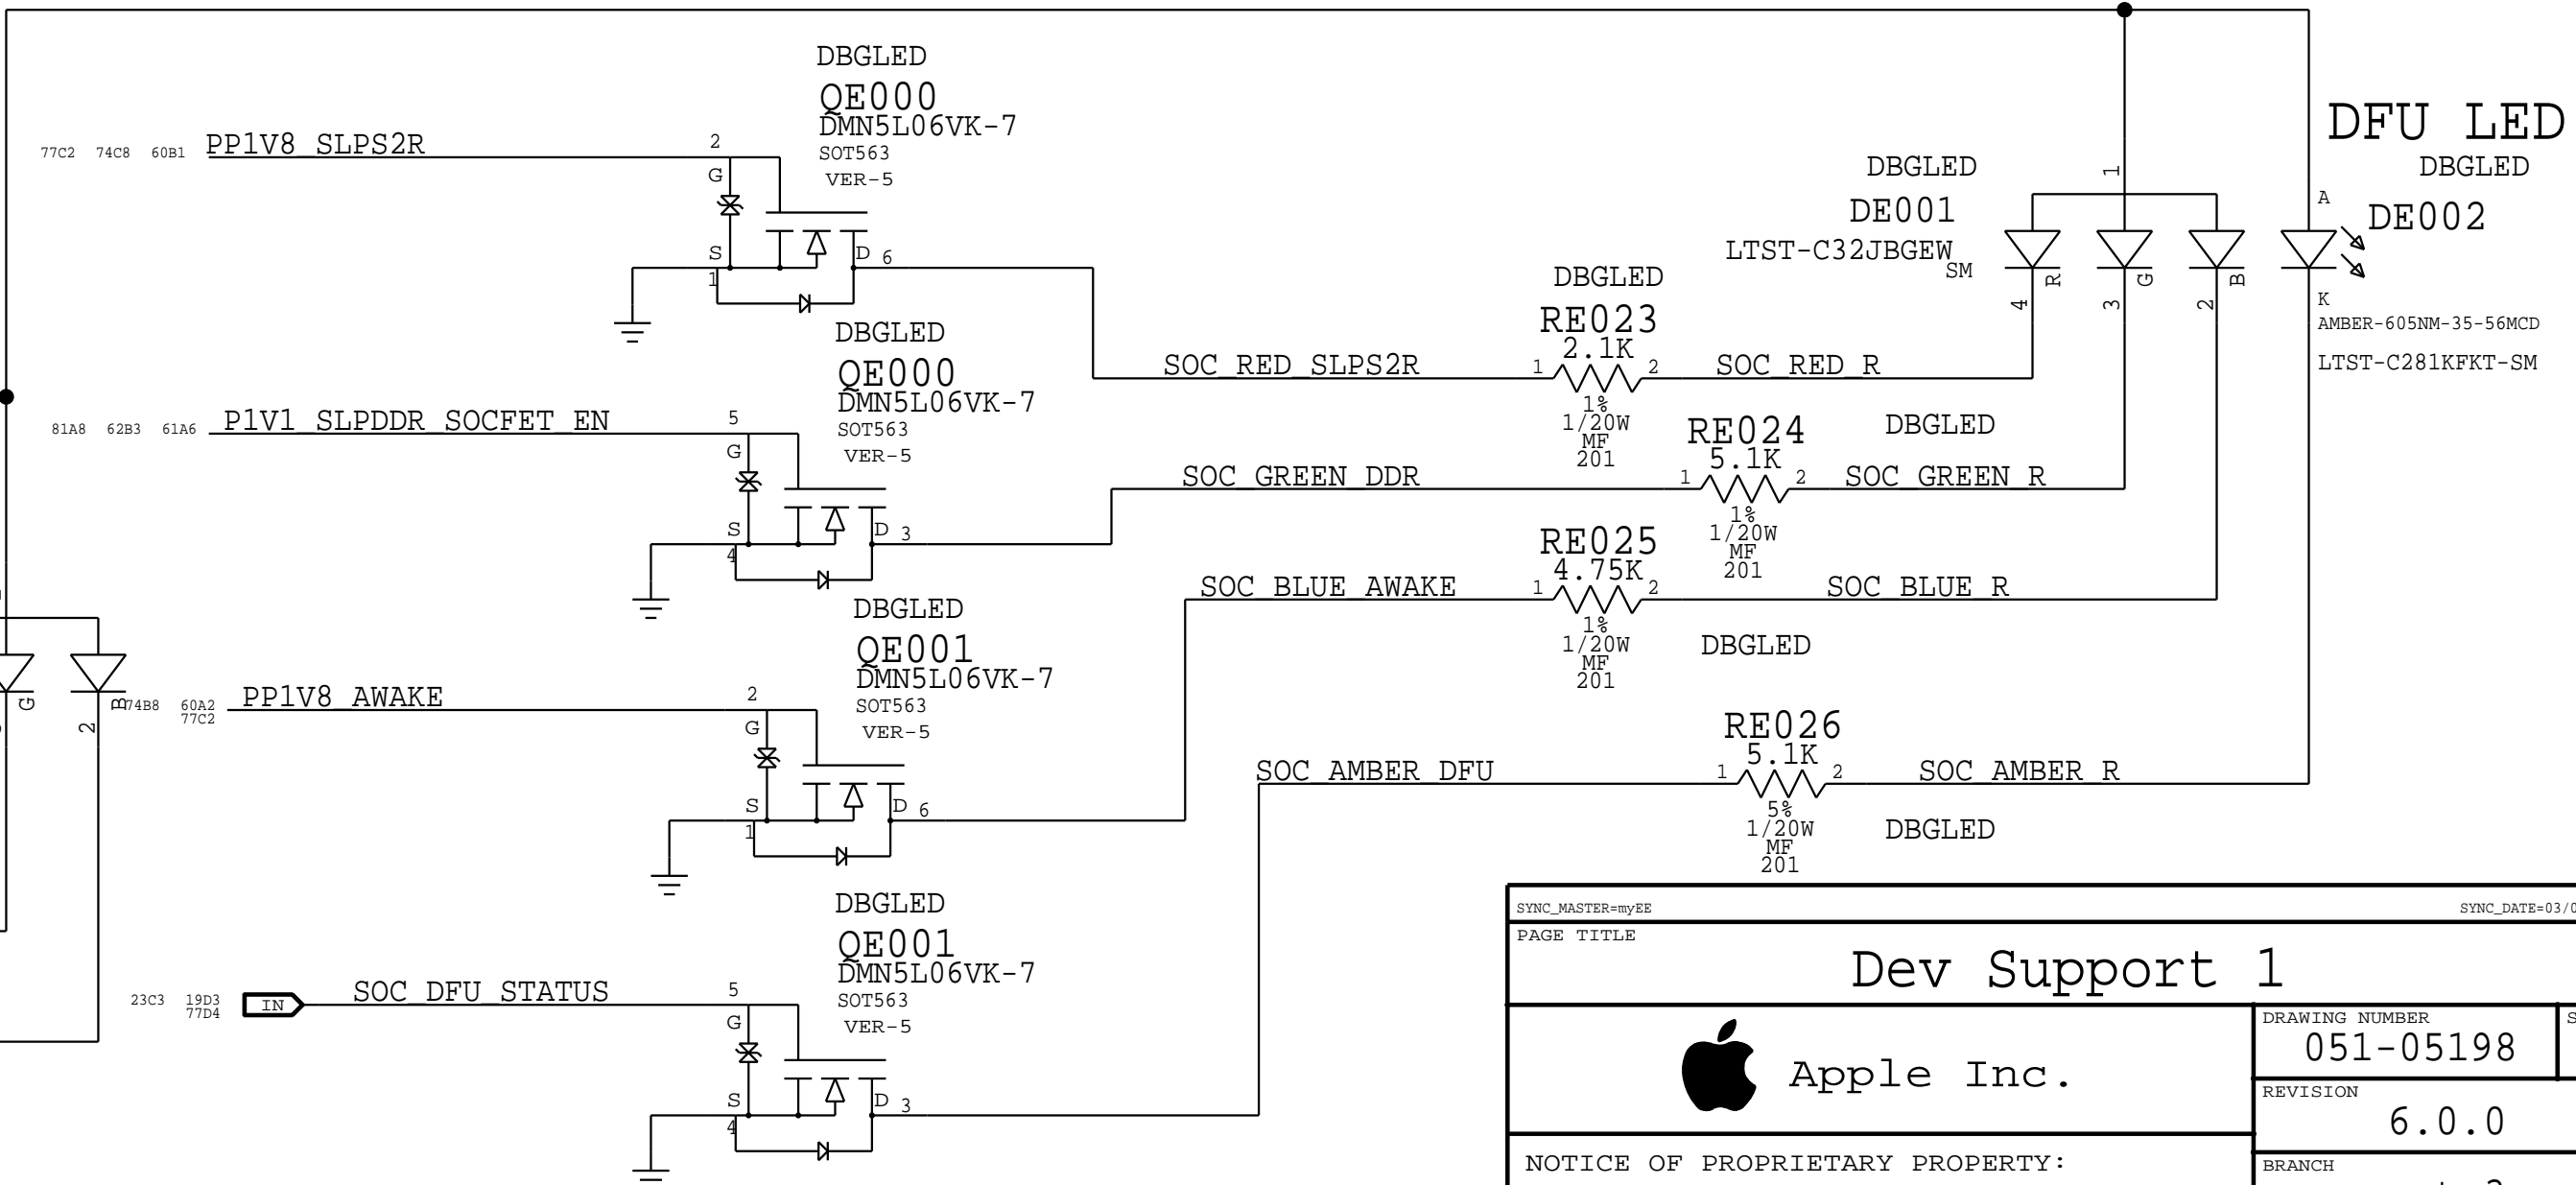 DBGLED
QE000
DMN5L06VK-7
SOT563
VER-5
77C2 74C8 60B1 PP1V8_SLPS2R
2
G
S
1
D 6
DFU LED
DBGLED
A
DE002
K
AMBER-605NM-35-56MCD
LTST-C281KFKT-SM
DBGLED
DE001
LTST-C32JBGEW
SM
1
R
G
B
4
3
2
DBGLED
RE023
2.1K
SOC_RED_SLPS2R 1 2 SOC_RED_R
1%
1/20W
MF
201
DBGLED
QE000
DMN5L06VK-7
SOT563
VER-5
81A8 62B3 61A6 P1V1_SLPDDR_SOCFET_EN
5
G
S
4
D 3
RE024 DBGLED
5.1K
SOC_GREEN_DDR 1 2 SOC_GREEN_R
1%
1/20W
MF
201
RE025
4.75K
SOC_BLUE_AWAKE 1 2 SOC_BLUE_R
1%
1/20W
MF
201
DBGLED
DBGLED
QE001
DMN5L06VK-7
SOT563
VER-5
G
B
2
74B8 60A2 PP1V8_AWAKE
77C2
2
G
S
1
D 6
RE026
5.1K
SOC_AMBER_DFU 1 2 SOC_AMBER_R
5%
1/20W
MF
201
DBGLED
DBGLED
QE001
DMN5L06VK-7
SOT563
VER-5
23C3 19D3 IN SOC_DFU_STATUS
77D4
5
G
S
4
D 3
SYNC_MASTER=myEE SYNC_DATE=03/0
PAGE TITLE
Dev Support 1
Apple Inc.
DRAWING NUMBER
051-05198
S
REVISION
6.0.0
BRANCH
NOTICE OF PROPRIETARY PROPERTY: